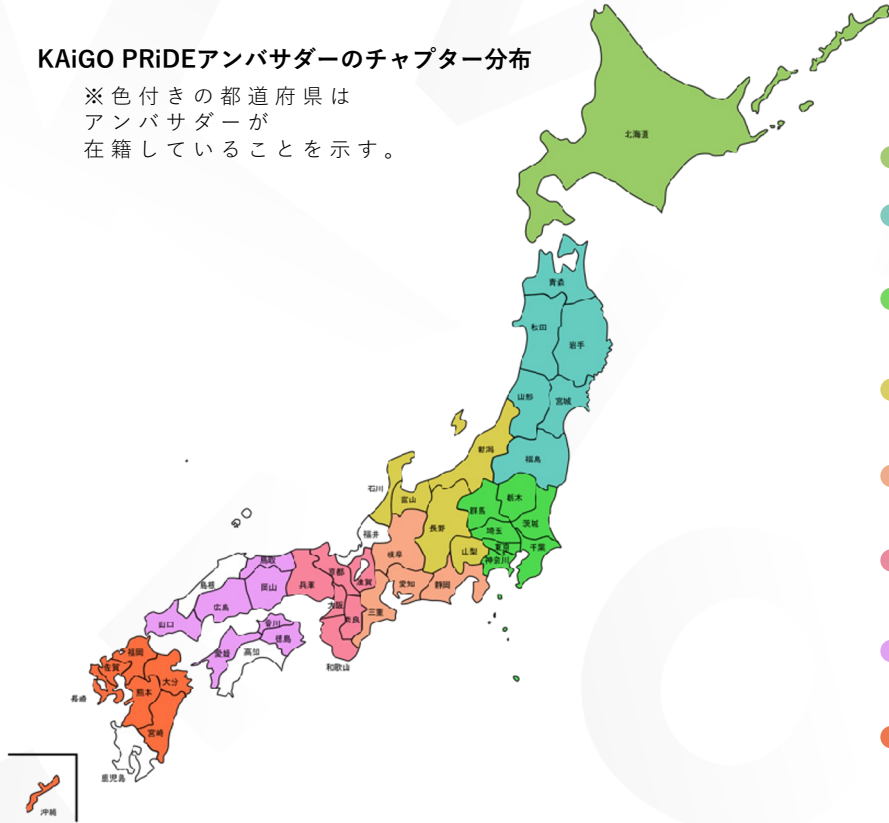 KAiGO PRiDEアンバサダーのチャプター分布
※色付きの都道府県は
アンバサダーが
在籍していることを示す。
北海道
青森
秋田
岩手
山形
宮城
福島
新潟
石川
富山
群馬
栃木
茨城
長野
埼玉
福井
東京
千葉
岐阜
山梨
神奈川
鳥取
京都
滋賀
島根
岡山
兵庫
愛知
静岡
広島
大阪
三重
山口
香川
奈良
徳島
愛媛
高知
福岡
和歌山
佐賀
大分
熊本
長崎
宮崎
鹿児島
沖縄